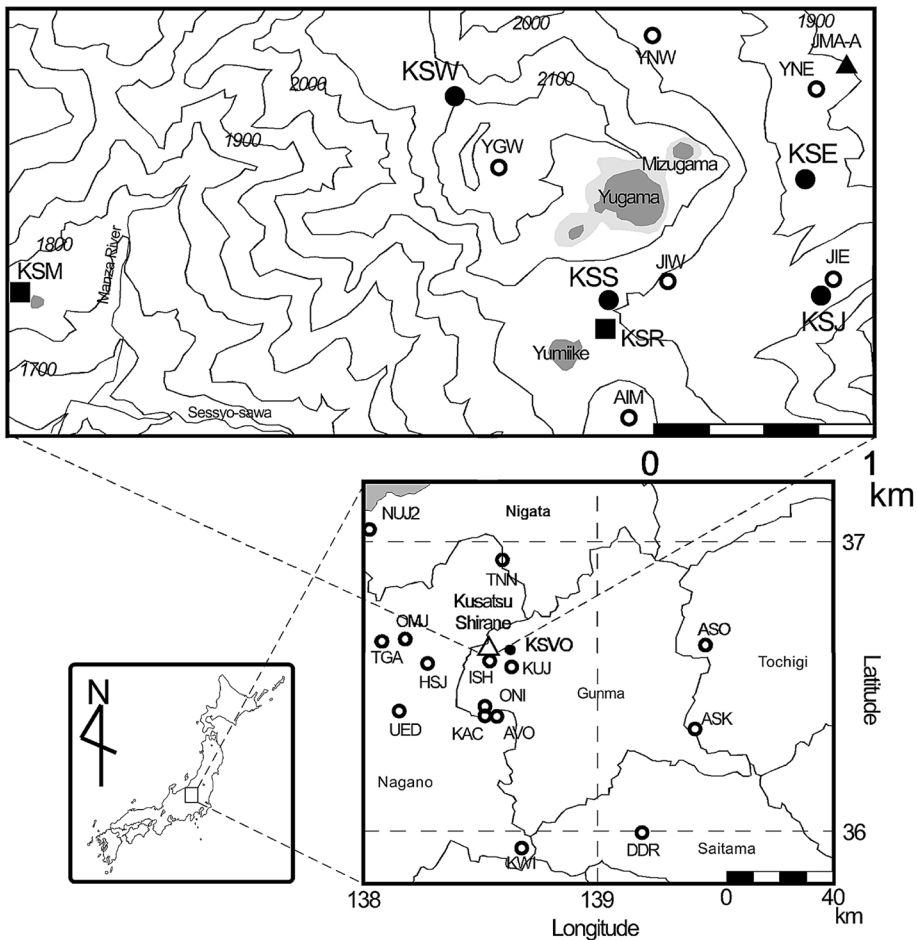 2000
1900
JMA-A
YNW
YNE
KSW
2000
2100
1900
YGW
Mizugama
KSE
Yugama
1800
Manza River
KSM
KSS
JIW
JIE
KSR
KSJ
Yumiike
1700
AIM
Sessyo-sawa
0
1
km
NUJ2
Nigata
37
TNN
Kusatsu
Shirane
OMJ
KSVO
ASO
TGA
HSJ
ISH
KUJ
Tochigi
Latitude
ONI
Gunma
UED
KAC
AVO
ASK
N
Nagano
36
KWI
DDR
Saitama
138
139
0
40
km
Longitude